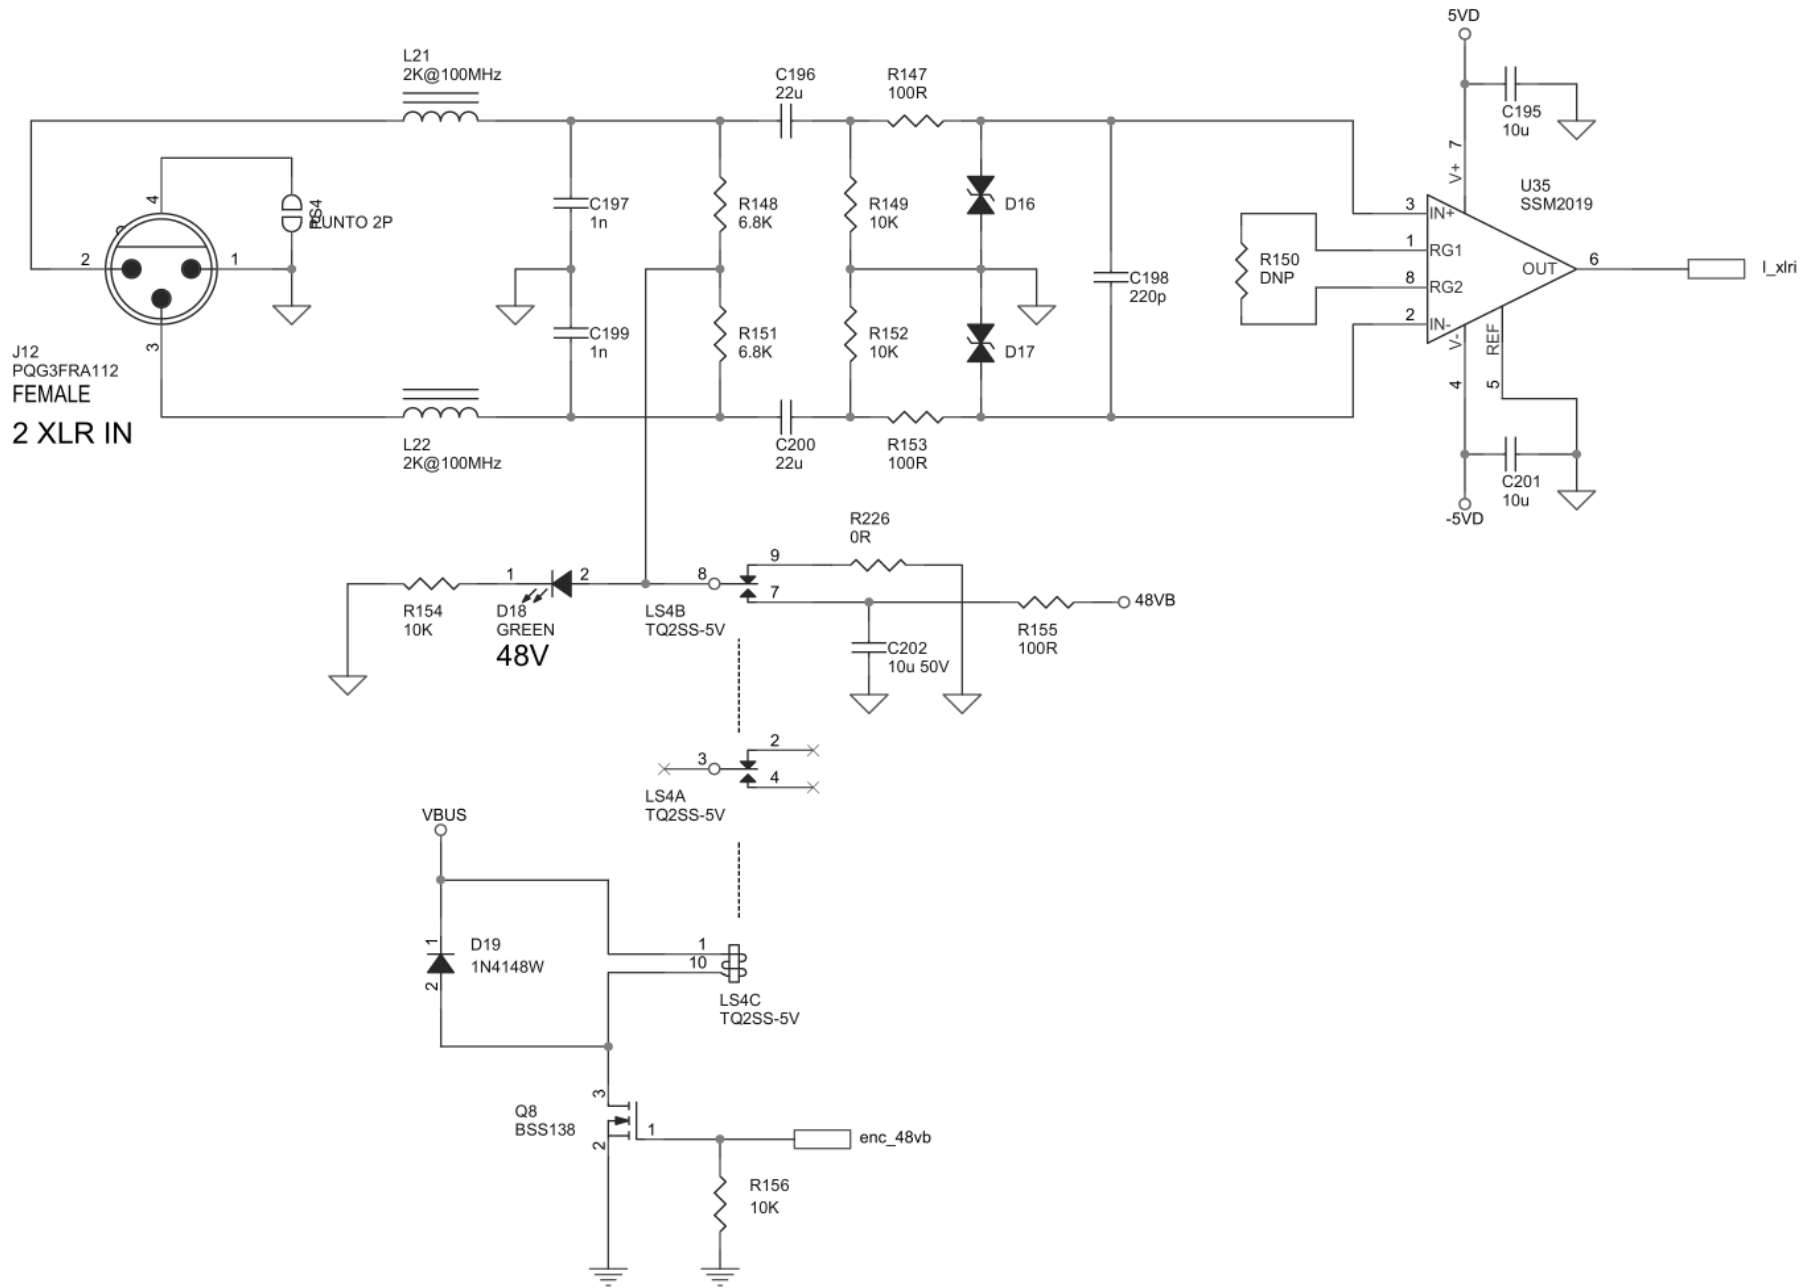 5VD
L21
2K@100MHz
C196
22u
R147
100R
C195
10u
7
V+
4
PS4
PUNTO 2P
C197
1n
R148
6.8K
R149
10K
D16
U35
SSM2019
3
IN+
1
RG1
R150
DNP
8
RG2
2
IN-
OUT
6
l_xlri
2
1
C198
220p
C199
1n
R151
6.8K
R152
10K
D17
V-
REF
4
5
3
J12
PQG3FRA112
FEMALE
2 XLR IN
L22
2K@100MHz
C200
22u
R153
100R
C201
10u
-5VD
R226
0R
9
7
8
1
2
R154
10K
D18
GREEN
48V
LS4B
TQ2SS-5V
C202
10u 50V
R155
100R
48VB
2
3
4
LS4A
TQ2SS-5V
VBUS
1
D19
1N4148W
2
1
10
LS4C
TQ2SS-5V
3
Q8
BSS138
2
1
enc_48vb
R156
10K